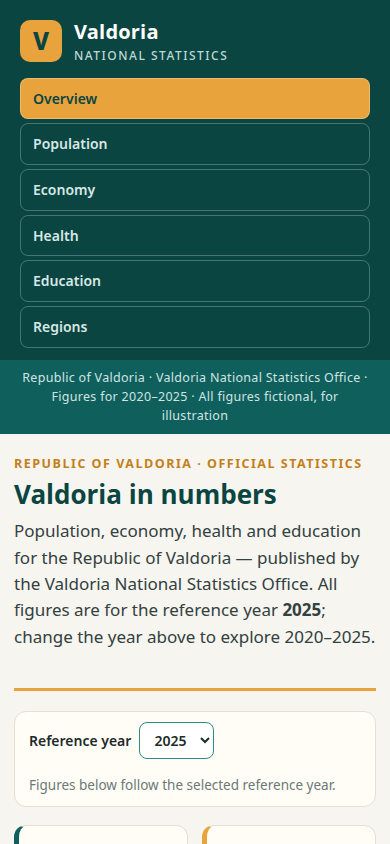 V
Valdoria
NATIONAL STATISTICS
Overview
Population
Economy
Health
Education
Regions
Republic of Valdoria · Valdoria National Statistics Office ·
Figures for 2020–2025 · All figures fictional, for
illustration
REPUBLIC OF VALDORIA · OFFICIAL STATISTICS
Valdoria in numbers
Population, economy, health and education
for the Republic of Valdoria — published by
the Valdoria National Statistics Office. All
figures are for the reference year 2025;
change the year above to explore 2020–2025.
Reference year 2025
Figures below follow the selected reference year.